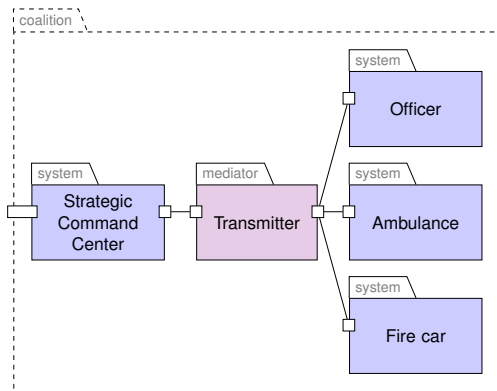 coalition
system
Officer
system
Strategic
Command
Center
mediator
Transmitter
system
Ambulance
system
Fire car